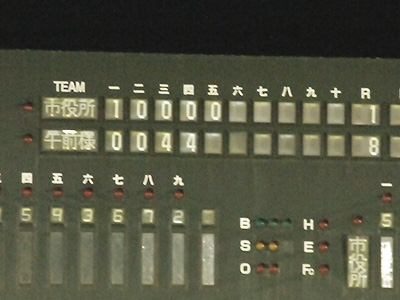 TEAM 一 二 三 四 五 六 七 八 九 十 R
市役所 1 0 0 0 0 1
午前様 0 0 4 4 8
四 五 六 七 八 九 一
5 9 3 6 7 2 5
B H
S E
O Fc
市役所